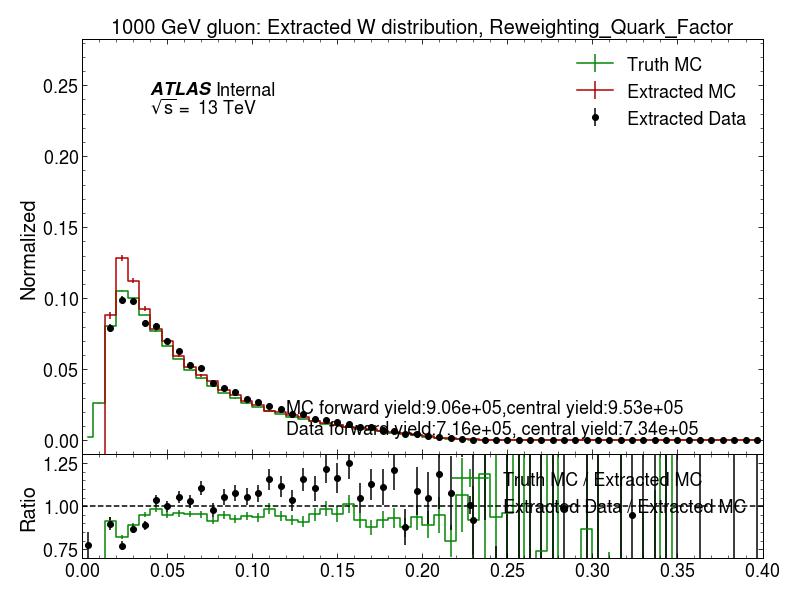 1000 GeV gluon: Extracted W distribution, Reweighting_Quark_Factor
ATLAS Internal
√s = 13 TeV
Truth MC
Extracted MC
Extracted Data
Normalized
0.25
0.20
0.15
0.10
0.05
0.00
MC forward yield:9.06e+05,central yield:9.53e+05
Data forward yield:7.16e+05, central yield:7.34e+05
Ratio
1.25
1.00
0.75
Truth MC / Extracted MC
Extracted Data / Extracted MC
0.00 0.05 0.10 0.15 0.20 0.25 0.30 0.35 0.40